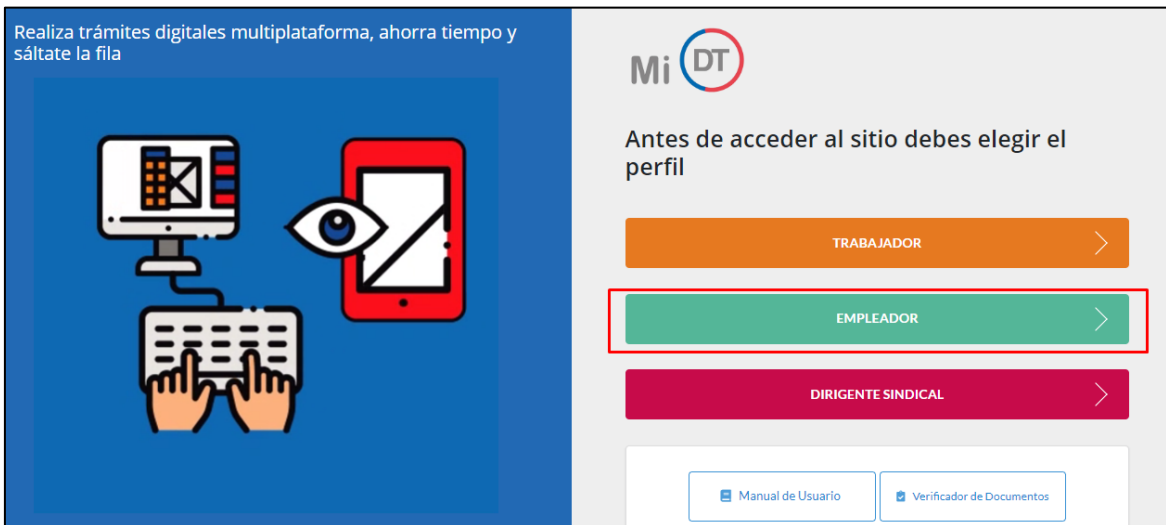 Realiza trámites digitales multiplataforma, ahorra tiempo y
sáltate la fila
Mi DT
Antes de acceder al sitio debes elegir el
perfil
TRABAJADOR
EMPLEADOR
DIRIGENTE SINDICAL
Manual de Usuario
Verificador de Documentos